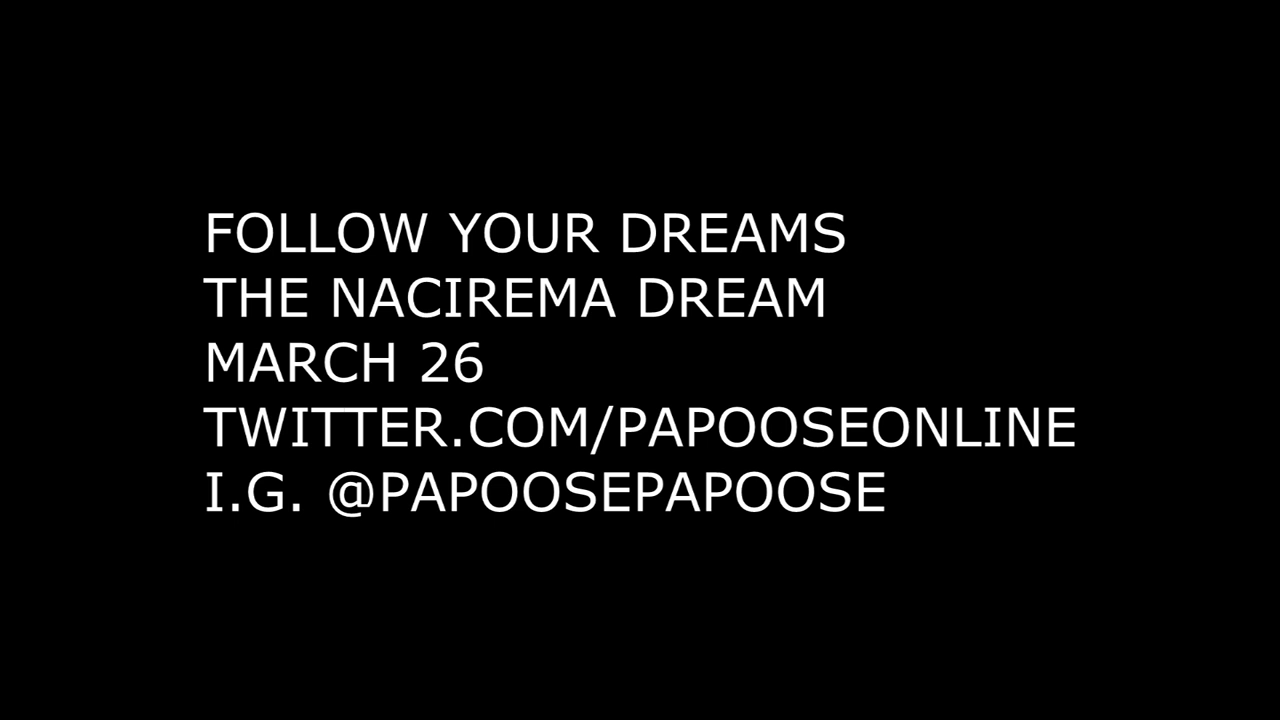 FOLLOW YOUR DREAMS
THE NACIREMA DREAM
MARCH 26
TWITTER.COM/PAPOOSEONLINE
I.G. @PAPOOSEPAPOOSE